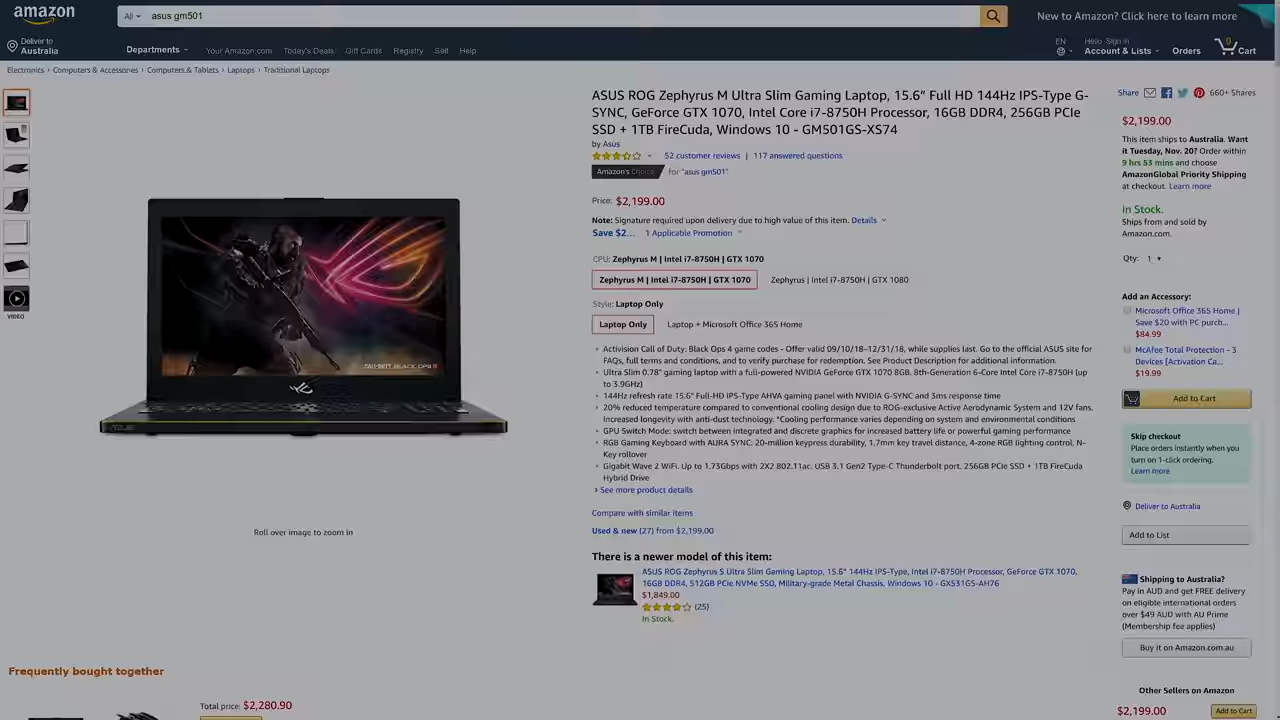 amazon
All
asus gm501
New to Amazon? Click here to learn more
Deliver to
Australia
Departments
Your Amazon.com
Today's Deals
Gift Cards
Registry
Sell
Help
EN
Hello, Sign in
Account & Lists
Orders
0
Cart
Electronics › Computers & Accessories › Computers & Tablets › Laptops › Traditional Laptops
VIDEO
CALL OF DUTY BLACK OPS IIII
ASUS
Roll over image to zoom in
ASUS ROG Zephyrus M Ultra Slim Gaming Laptop, 15.6” Full HD 144Hz IPS-Type G-
SYNC, GeForce GTX 1070, Intel Core i7-8750H Processor, 16GB DDR4, 256GB PCIe
SSD + 1TB FireCuda, Windows 10 - GM501GS-XS74
by Asus
52 customer reviews | 117 answered questions
Amazon's Choice for "asus gm501"
Price: $2,199.00
Note: Signature required upon delivery due to high value of this item. Details
Save $2... 1 Applicable Promotion
CPU: Zephyrus M | Intel i7-8750H | GTX 1070
Zephyrus M | Intel i7-8750H | GTX 1070
Zephyrus | Intel i7-8750H | GTX 1080
Style: Laptop Only
Laptop Only
Laptop + Microsoft Office 365 Home
Activision Call of Duty: Black Ops 4 game codes - Offer valid 09/10/18-12/31/18, while supplies last. Go to the official ASUS site for
FAQs, full terms and conditions, and to verify purchase for redemption. See Product Description for additional information.
Ultra Slim 0.78” gaming laptop with a full-powered NVIDIA GeForce GTX 1070 8GB. 8th-Generation 6-Core Intel Core i7-8750H (up
to 3.9GHz)
144Hz refresh rate 15.6” Full-HD IPS-Type AHVA gaming panel with NVIDIA G-SYNC and 3ms response time
20% reduced temperature compared to conventional cooling design due to ROG-exclusive Active Aerodynamic System and 12V fans.
Increased longevity with anti-dust technology. *Cooling performance varies depending on system and environmental conditions
GPU Switch Mode: switch between integrated and discrete graphics for increased battery life or powerful gaming performance
RGB Gaming Keyboard with AURA SYNC. 20-million keypress durability, 1.7mm key travel distance, 4-zone RGB lighting control, N-
Key rollover
Gigabit Wave 2 WiFi. Up to 1.73Gbps with 2X2 802.11ac. USB 3.1 Gen2 Type-C Thunderbolt port. 256GB PCIe SSD + 1TB FireCuda
Hybrid Drive
› See more product details
Compare with similar items
Used & new (27) from $2,199.00
There is a newer model of this item:
ASUS ROG Zephyrus S Ultra Slim Gaming Laptop, 15.6” 144Hz IPS-Type, Intel i7-8750H Processor, GeForce GTX 1070,
16GB DDR4, 512GB PCIe NVMe SSD, Military-grade Metal Chassis, Windows 10 - GX531GS-AH76
$1,849.00
(25)
In Stock.
Share
660+ Shares
$2,199.00
This item ships to Australia. Want
it Tuesday, Nov. 20? Order within
9 hrs 53 mins and choose
AmazonGlobal Priority Shipping
at checkout. Learn more
In Stock.
Ships from and sold by
Amazon.com.
Qty: 1
Add an Accessory:
Microsoft Office 365 Home |
Save $20 with PC purch...
$84.99
McAfee Total Protection - 3
Devices [Activation Ca...
$19.99
Add to Cart
Skip checkout
Place orders instantly when you
turn on 1-click ordering.
Learn more
Deliver to Australia
Add to List
Shipping to Australia?
Pay in AUD and get FREE delivery
on eligible international orders
over $49 AUD with AU Prime
(Membership fee applies)
Buy it on Amazon.com.au
Other Sellers on Amazon
$2,199.00
Add to Cart
Frequently bought together
Total price: $2,280.90